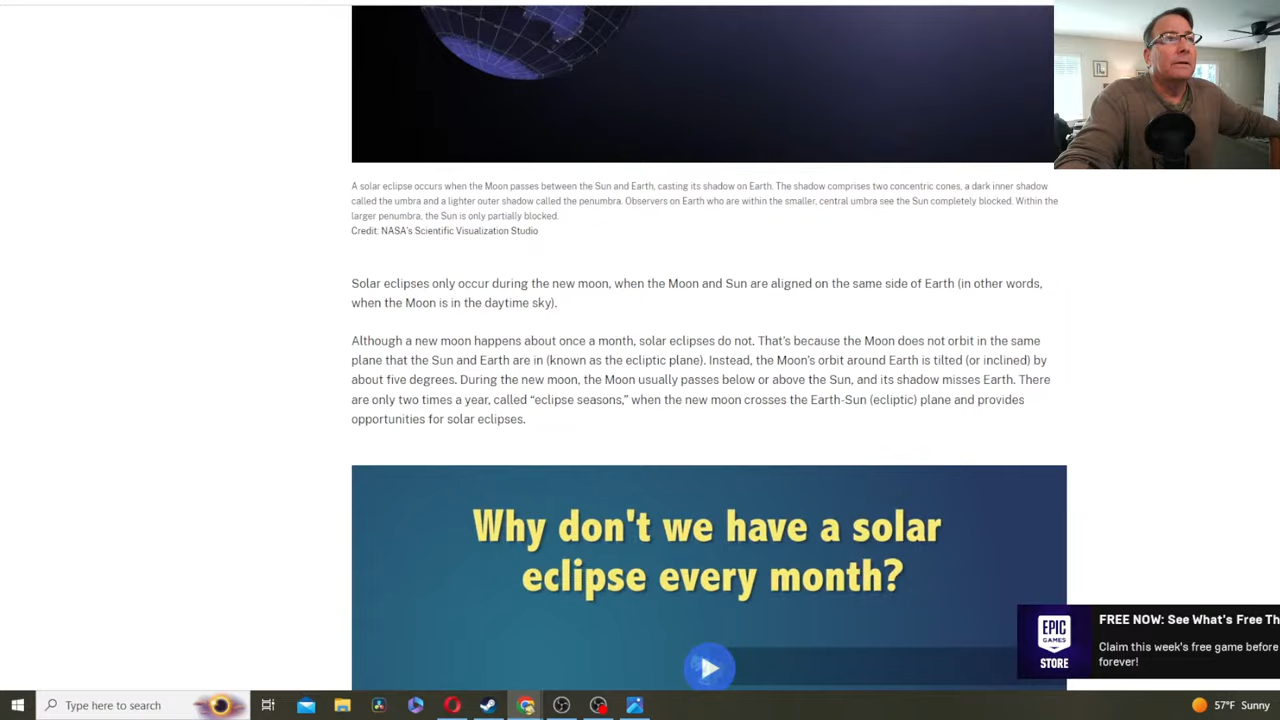 A solar eclipse occurs when the Moon passes between the Sun and Earth, casting its shadow on Earth. The shadow comprises two concentric cones, a dark inner shadow
called the umbra and a lighter outer shadow called the penumbra. Observers on Earth who are within the smaller, central umbra see the Sun completely blocked. Within the
larger penumbra, the Sun is only partially blocked.
Credit: NASA's Scientific Visualization Studio
Solar eclipses only occur during the new moon, when the Moon and Sun are aligned on the same side of Earth (in other words,
when the Moon is in the daytime sky).
Although a new moon happens about once a month, solar eclipses do not. That's because the Moon does not orbit in the same
plane that the Sun and Earth are in (known as the ecliptic plane). Instead, the Moon's orbit around Earth is tilted (or inclined) by
about five degrees. During the new moon, the Moon usually passes below or above the Sun, and its shadow misses Earth. There
are only two times a year, called “eclipse seasons,” when the new moon crosses the Earth-Sun (ecliptic) plane and provides
opportunities for solar eclipses.
Why don't we have a solar
eclipse every month?
EPIC
GAMES
STORE
FREE NOW: See What's Free Th
Claim this week's free game before
forever!
Type here to search
57°F Sunny